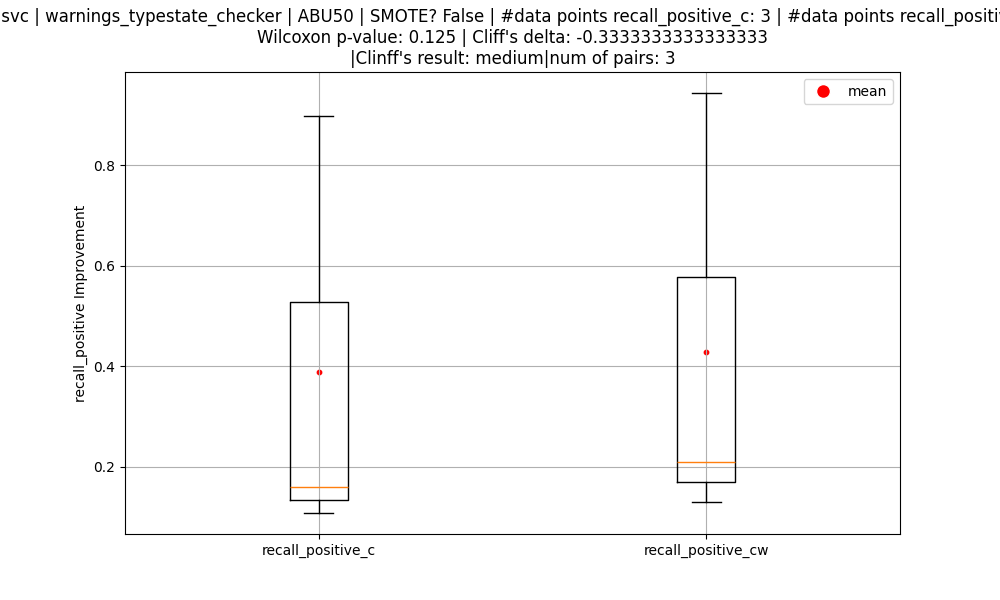 svc | warnings_typestate_checker | ABU50 | SMOTE? False | #data points recall_positive_c: 3 | #data points
Wilcoxon p-value: 0.125 | Cliff's delta: -0.3333333333333333
|Clinff's result: medium|num of pairs: 3
mean
0.8
0.6
0.4
0.2
recall_positive Improvement
recall_positive_c
recall_positive_cw